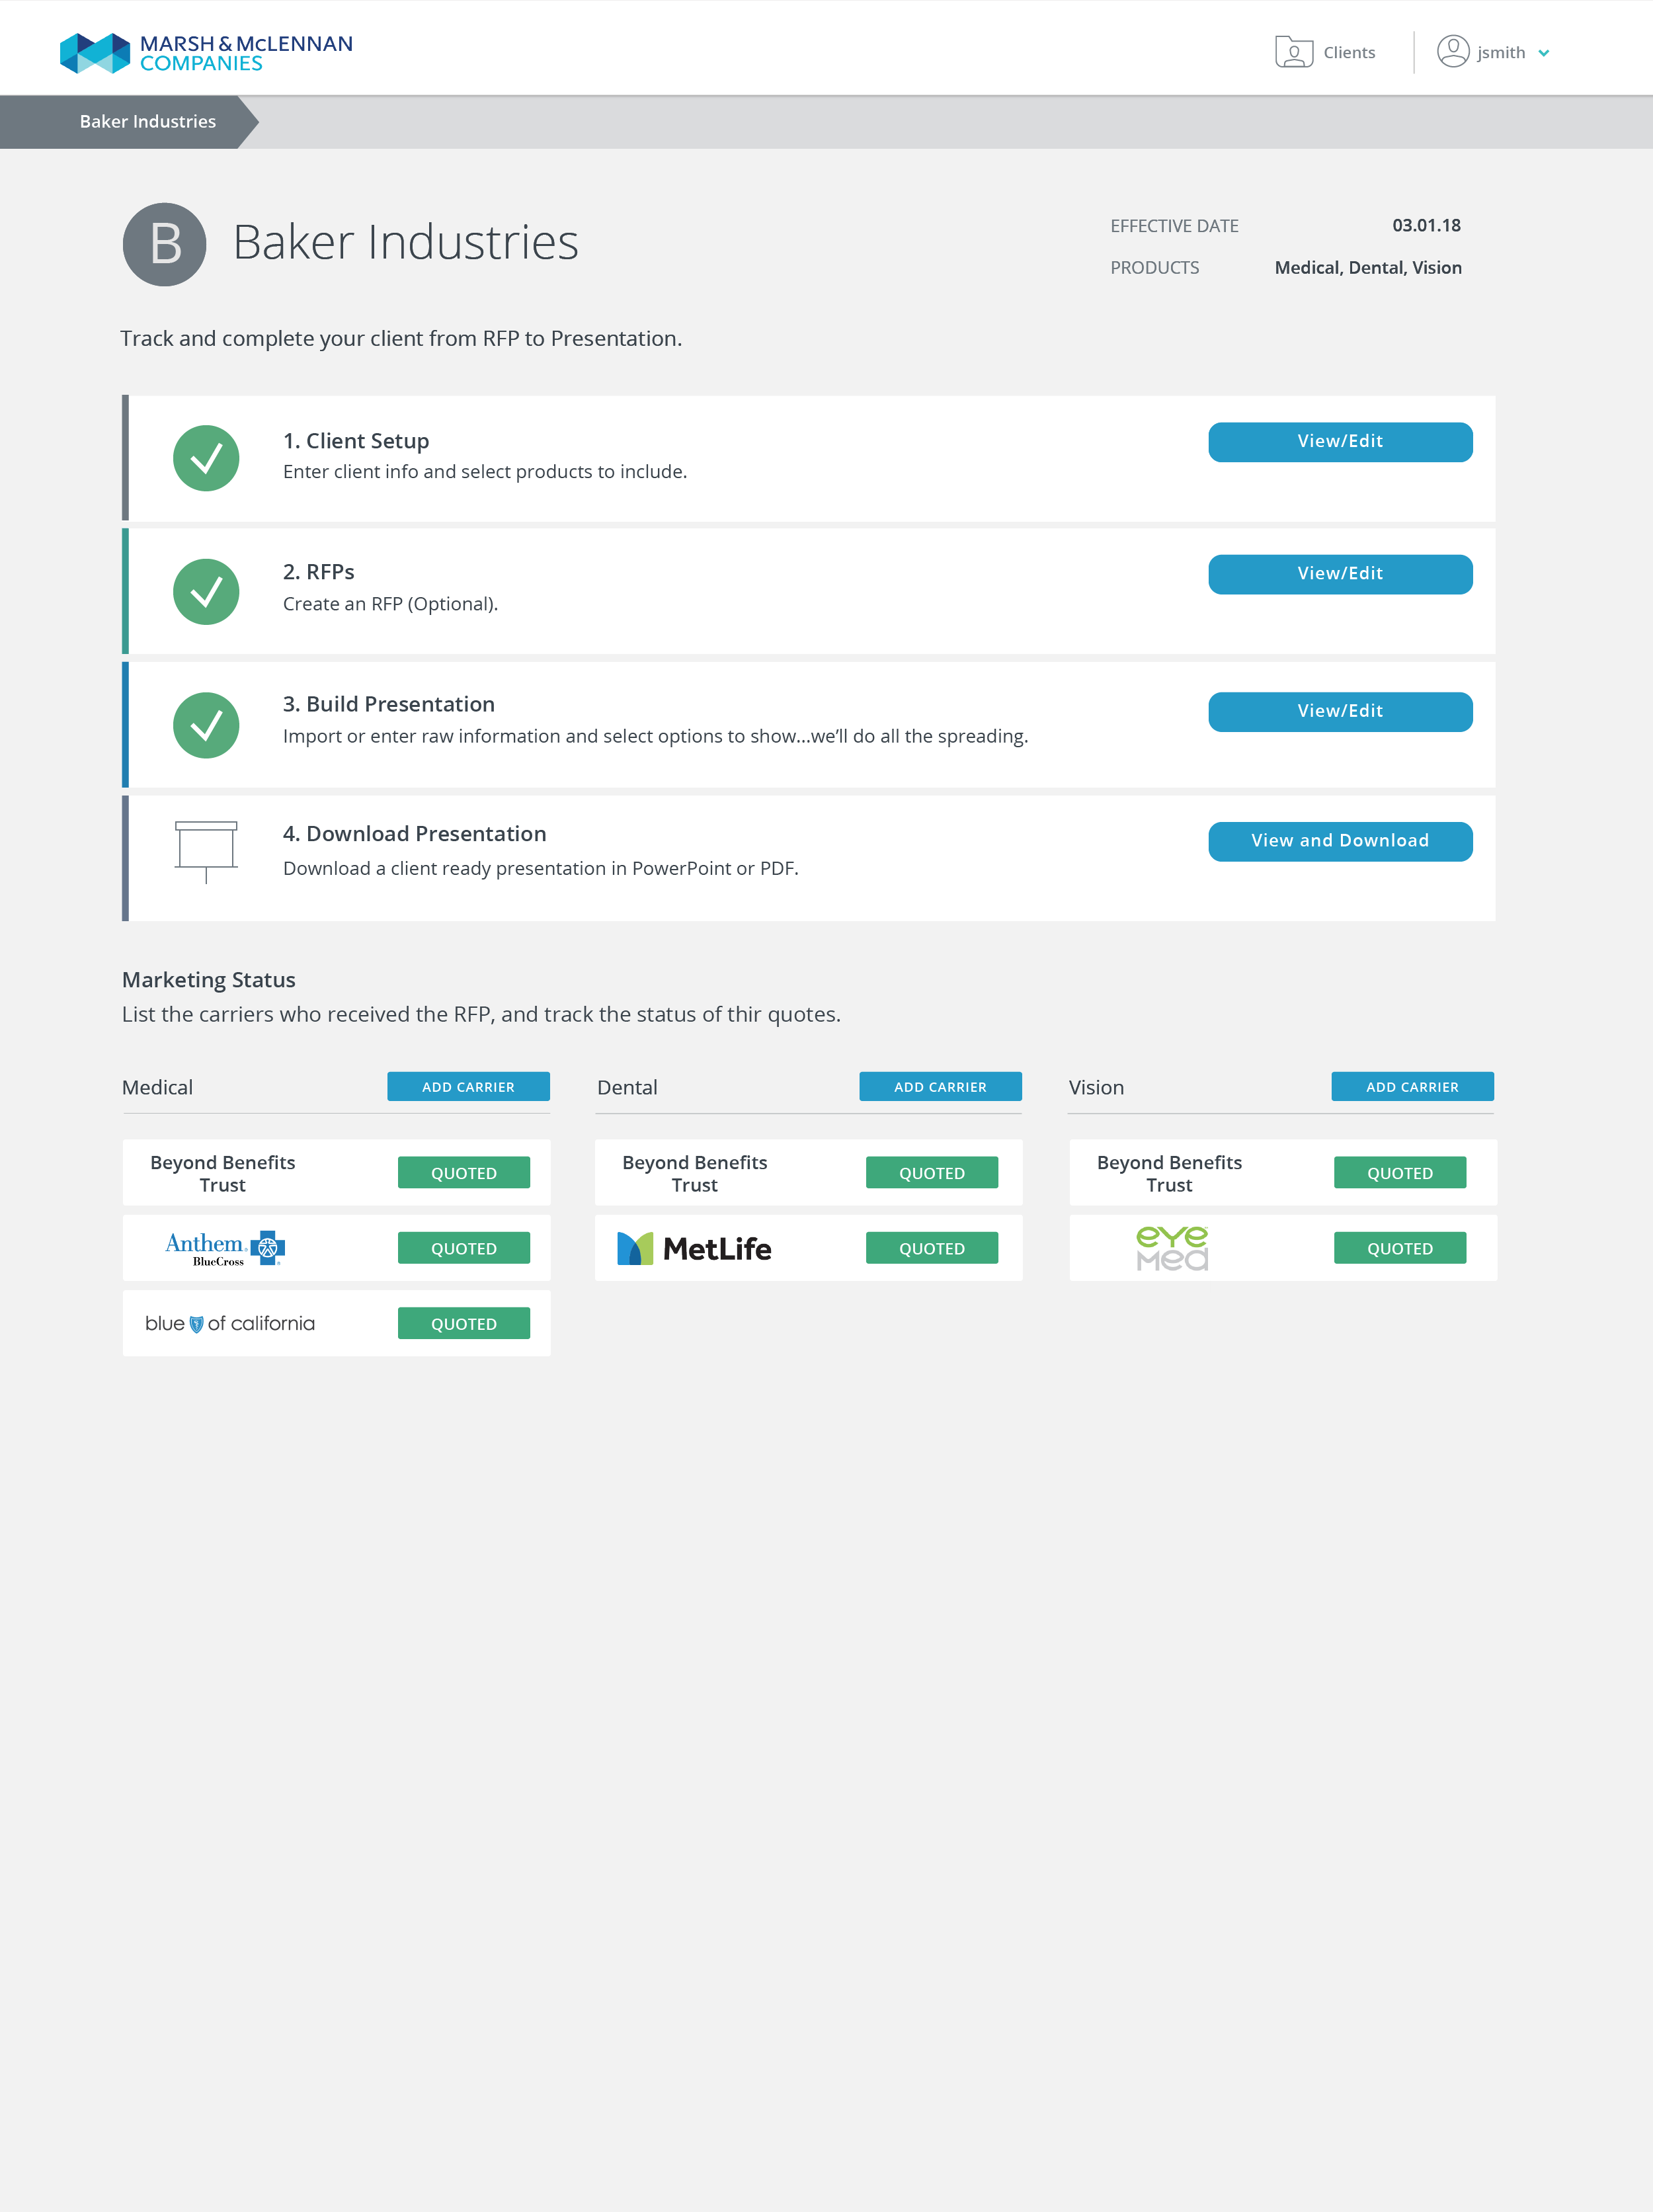 MARSH & McLENNAN
COMPANIES
Clients
jsmith
Baker Industries
B
Baker Industries
EFFECTIVE DATE
03.01.18
PRODUCTS
Medical, Dental, Vision
Track and complete your client from RFP to Presentation.
1. Client Setup
Enter client info and select products to include.
View/Edit
2. RFPs
Create an RFP (Optional).
View/Edit
3. Build Presentation
Import or enter raw information and select options to show...we’ll do all the spreading.
View/Edit
4. Download Presentation
Download a client ready presentation in PowerPoint or PDF.
View and Download
Marketing Status
List the carriers who received the RFP, and track the status of thir quotes.
Medical
ADD CARRIER
Beyond Benefits
Trust
QUOTED
Anthem
BlueCross
QUOTED
blue of california
QUOTED
Dental
ADD CARRIER
Beyond Benefits
Trust
QUOTED
MetLife
QUOTED
Vision
ADD CARRIER
Beyond Benefits
Trust
QUOTED
eye
Med
QUOTED